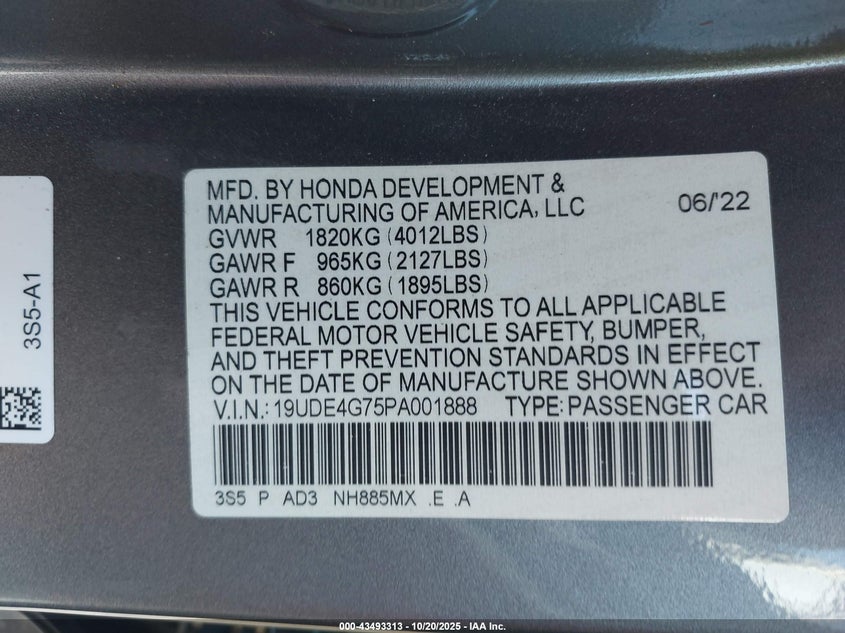 MFD. BY HONDA DEVELOPMENT &
MANUFACTURING OF AMERICA, LLC 06/'22
GVWR 1820KG (4012LBS)
GAWR F 965KG (2127LBS)
GAWR R 860KG (1895LBS)
THIS VEHICLE CONFORMS TO ALL APPLICABLE
FEDERAL MOTOR VEHICLE SAFETY, BUMPER,
AND THEFT PREVENTION STANDARDS IN EFFECT
ON THE DATE OF MANUFACTURE SHOWN ABOVE.
V.I.N.: 19UDE4G75PA001888 TYPE: PASSENGER CAR
3S5 P AD3 NH885MX .E .A
3S5-A1
000-43493313 | 10/20/2025 - IAA Inc.